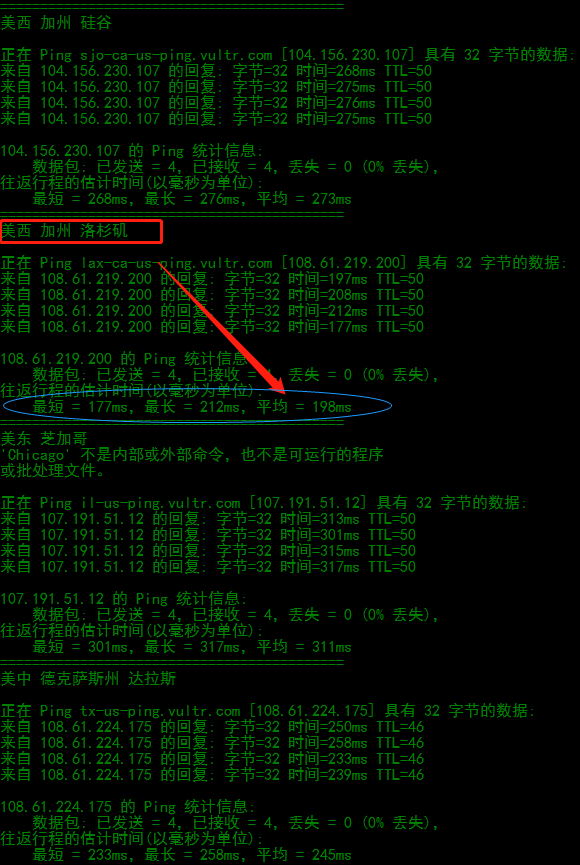 ===========================================
美西 加州 硅谷
正在 Ping sjo-ca-us-ping.vultr.com [104.156.230.107] 具有 32 字节的数据:
来自 104.156.230.107 的回复: 字节=32 时间=268ms TTL=50
来自 104.156.230.107 的回复: 字节=32 时间=275ms TTL=50
来自 104.156.230.107 的回复: 字节=32 时间=276ms TTL=50
来自 104.156.230.107 的回复: 字节=32 时间=275ms TTL=50
104.156.230.107 的 Ping 统计信息:
数据包: 已发送 = 4，已接收 = 4，丢失 = 0 (0% 丢失)，
往返行程的估计时间(以毫秒为单位):
最短 = 268ms，最长 = 276ms，平均 = 273ms
===========================================
美西 加州 洛杉矶
正在 Ping lax-ca-us-ping.vultr.com [108.61.219.200] 具有 32 字节的数据:
来自 108.61.219.200 的回复: 字节=32 时间=197ms TTL=50
来自 108.61.219.200 的回复: 字节=32 时间=208ms TTL=50
来自 108.61.219.200 的回复: 字节=32 时间=212ms TTL=50
来自 108.61.219.200 的回复: 字节=32 时间=177ms TTL=50
108.61.219.200 的 Ping 统计信息:
数据包: 已发送 = 4，已接收 = 4，丢失 = 0 (0% 丢失)，
往返行程的估计时间(以毫秒为单位):
最短 = 177ms，最长 = 212ms，平均 = 198ms
===========================================
美东 芝加哥
'Chicago' 不是内部或外部命令，也不是可运行的程序
或批处理文件。
正在 Ping il-us-ping.vultr.com [107.191.51.12] 具有 32 字节的数据:
来自 107.191.51.12 的回复: 字节=32 时间=313ms TTL=50
来自 107.191.51.12 的回复: 字节=32 时间=301ms TTL=50
来自 107.191.51.12 的回复: 字节=32 时间=315ms TTL=50
来自 107.191.51.12 的回复: 字节=32 时间=317ms TTL=50
107.191.51.12 的 Ping 统计信息:
数据包: 已发送 = 4，已接收 = 4，丢失 = 0 (0% 丢失)，
往返行程的估计时间(以毫秒为单位):
最短 = 301ms，最长 = 317ms，平均 = 311ms
===========================================
美中 德克萨斯州 达拉斯
正在 Ping tx-us-ping.vultr.com [108.61.224.175] 具有 32 字节的数据:
来自 108.61.224.175 的回复: 字节=32 时间=250ms TTL=46
来自 108.61.224.175 的回复: 字节=32 时间=258ms TTL=46
来自 108.61.224.175 的回复: 字节=32 时间=233ms TTL=46
来自 108.61.224.175 的回复: 字节=32 时间=239ms TTL=46
108.61.224.175 的 Ping 统计信息:
数据包: 已发送 = 4，已接收 = 4，丢失 = 0 (0% 丢失)，
往返行程的估计时间(以毫秒为单位):
最短 = 233ms，最长 = 258ms，平均 = 245ms